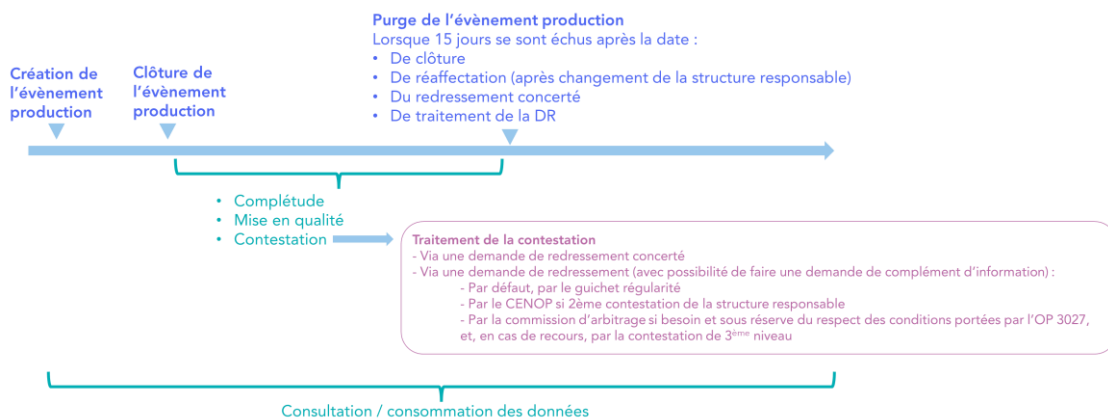 Purge de l'évènement production
Lorsque 15 jours se sont échus après la date :
• De clôture
• De réaffectation (après changement de la structure responsable)
• Du redressement concerté
• De traitement de la DR
Création de
l'évènement
production
Clôture de
l'évènement
production
• Complétude
• Mise en qualité
• Contestation
Traitement de la contestation
- Via une demande de redressement concerté
- Via une demande de redressement (avec possibilité de faire une demande de complément d'information) :
- Par défaut, par le guichet régularité
- Par le CENOP si 2ème contestation de la structure responsable
- Par la commission d'arbitrage si besoin et sous réserve du respect des conditions portées par l'OP 3027,
et, en cas de recours, par la contestation de 3ème niveau
Consultation / consommation des données